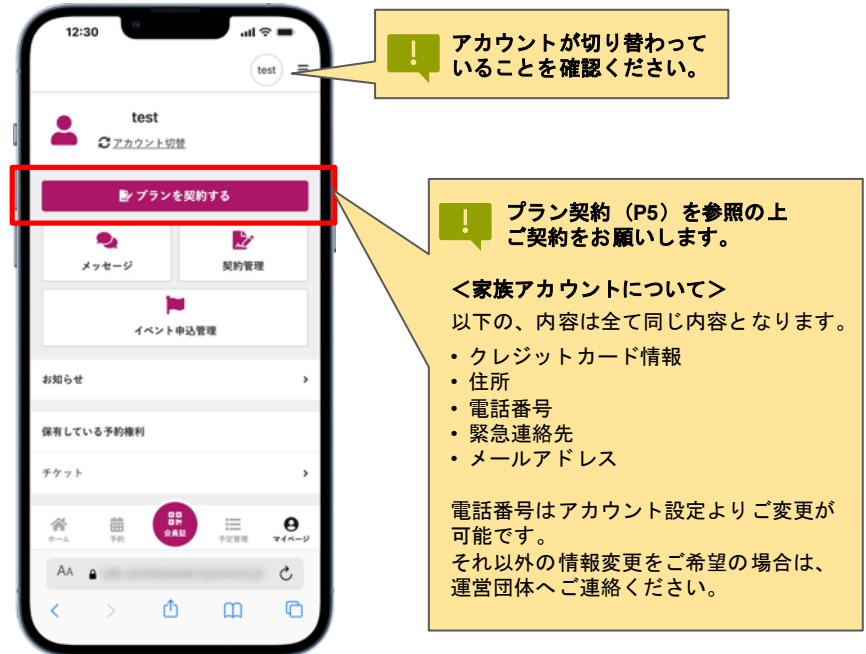 12:30
test
test
アカウント切替
プランを契約する
メッセージ
契約管理
イベント申込管理
お知らせ
保有している予約権利
チケット
ホーム
予約
会員証
予定管理
マイページ
AA
！
アカウントが切り替わって
いることを確認ください。
！
プラン契約（P5）を参照の上
ご契約をお願いします。
＜家族アカウントについて＞
以下の、内容は全て同じ内容となります。
• クレジットカード情報
• 住所
• 電話番号
• 緊急連絡先
• メールアドレス
電話番号はアカウント設定よりご変更が
可能です。
それ以外の情報変更をご希望の場合は、
運営団体へご連絡ください。